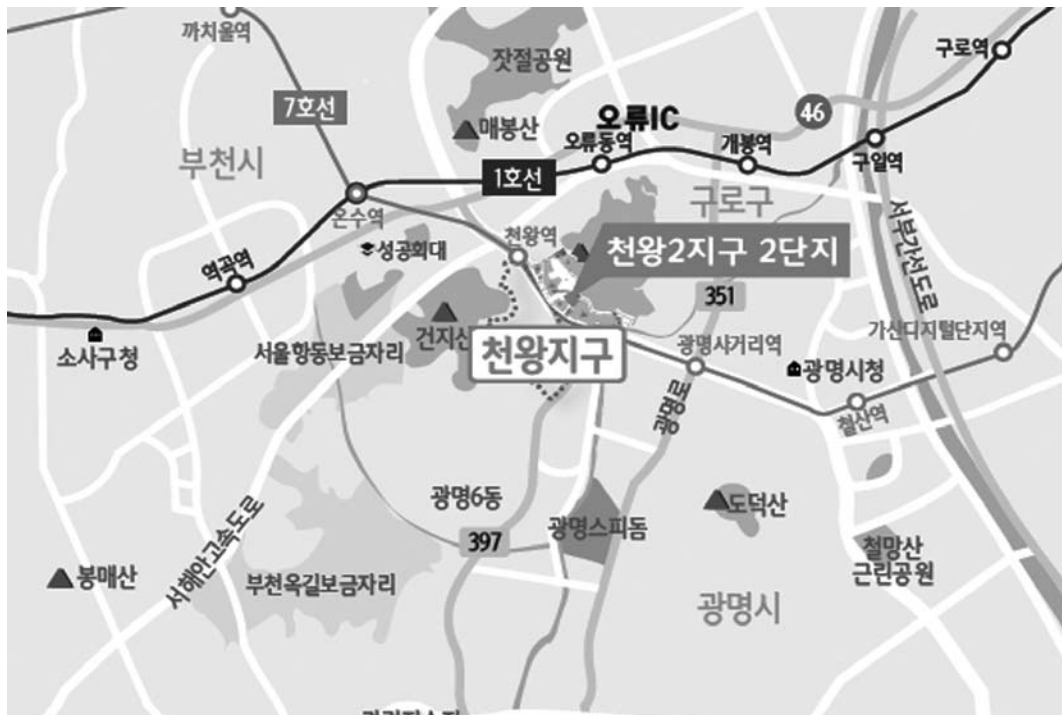 까치울역
잣절공원
구로역
7호선
46
오류IC
매봉산
오류동역
개봉역
구일역
부천시
1호선
구로구
온수역
성공회대
천왕역
서부간선도로
역곡역
천왕2지구 2단지
351
건지산
소사구청
서울항동보금자리
천왕지구
광명사거리역
가산디지털단지역
광명시청
광명로
철산역
광명6동
도덕산
광명스피돔
397
서해안고속도로
철망산
근린공원
봉매산
부천옥길보금자리
광명시